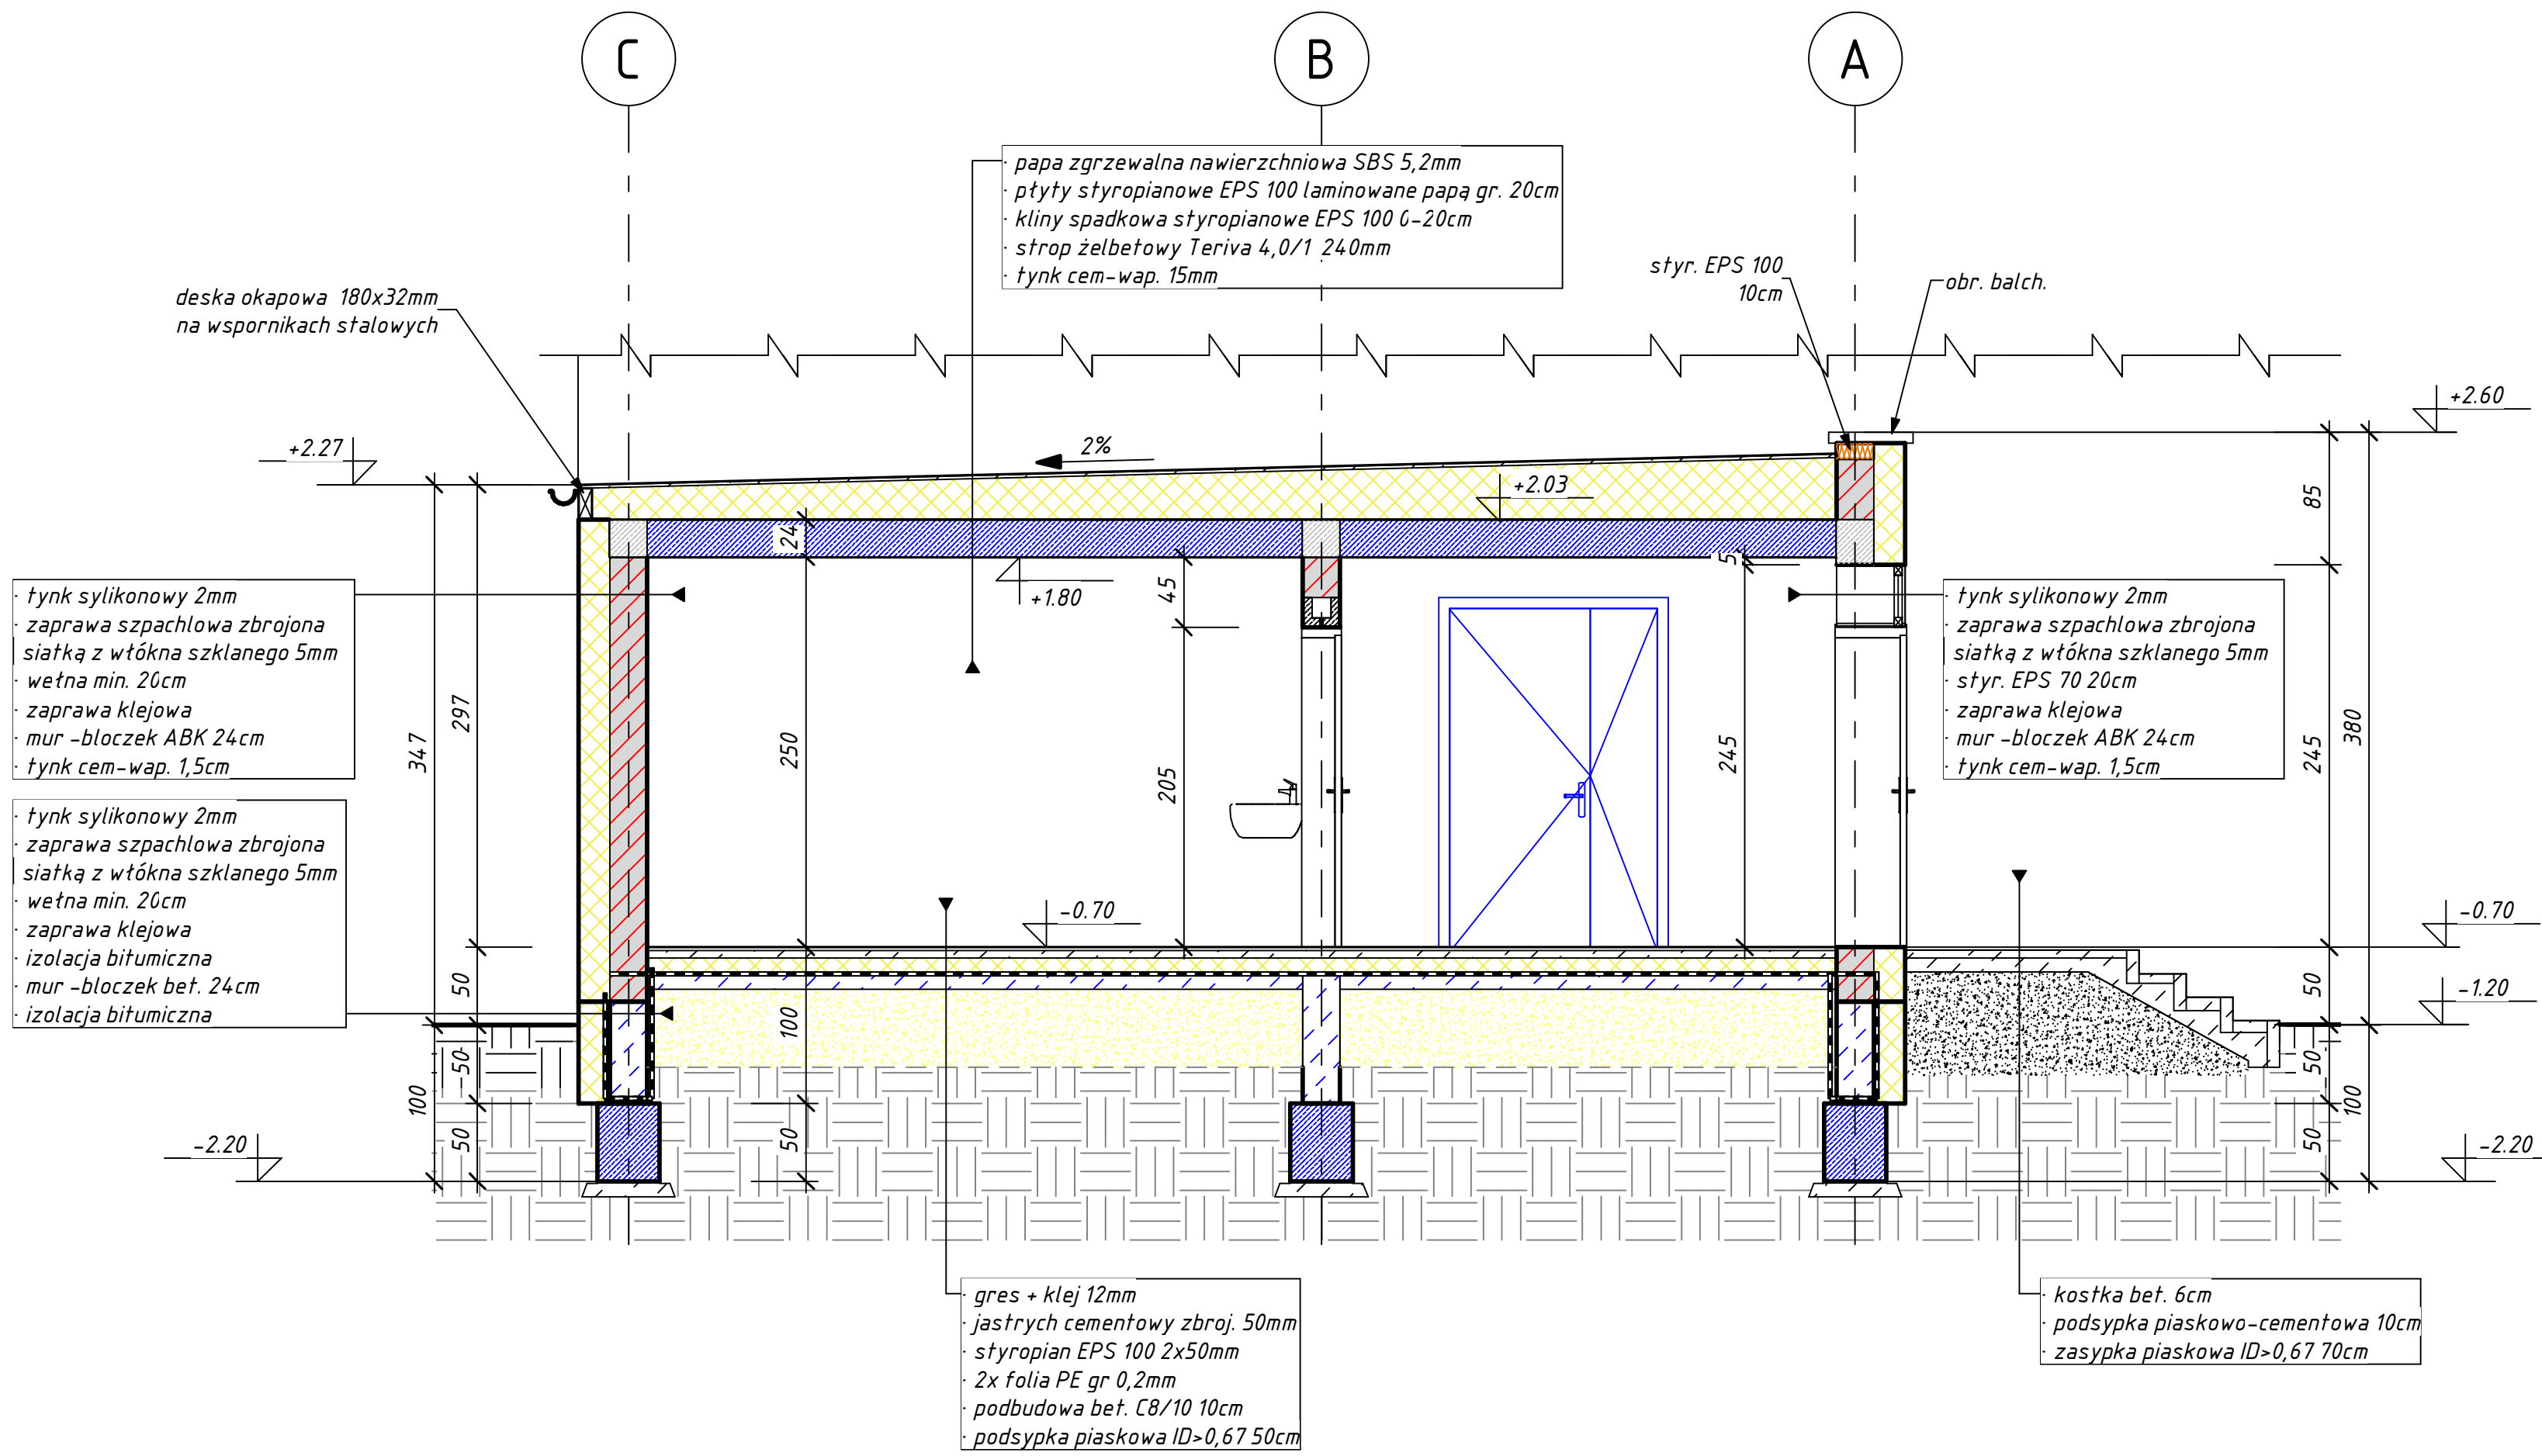 C
B
A
· papa zgrzewalna nawierzchniowa SBS 5,2mm
· płyty styropianowe EPS 100 laminowane papą gr. 20cm
· kliny spadkowa styropianowe EPS 100 0-20cm
· strop żelbetowy Teriva 4,0/1 240mm
· tynk cem-wap. 15mm
deska okapowa 180x32mm
na wspornikach stalowych
styr. EPS 100
10cm
obr. balch.
+2.60
+2.27
2%
+2.03
85
24
5
+1.80
45
· tynk sylikonowy 2mm
· zaprawa szpachlowa zbrojona
siatką z włókna szklanego 5mm
· wełna min. 20cm
· zaprawa klejowa
· mur -bloczek ABK 24cm
· tynk cem-wap. 1,5cm
· tynk sylikonowy 2mm
· zaprawa szpachlowa zbrojona
siatką z włókna szklanego 5mm
· styr. EPS 70 20cm
· zaprawa klejowa
· mur -bloczek ABK 24cm
· tynk cem-wap. 1,5cm
347
297
250
205
245
245
380
· tynk sylikonowy 2mm
· zaprawa szpachlowa zbrojona
siatką z włókna szklanego 5mm
· wełna min. 20cm
· zaprawa klejowa
· izolacja bitumiczna
· mur -bloczek bet. 24cm
· izolacja bitumiczna
-0.70
-0.70
50
50
-1.20
100
50
50
100
100
50
50
50
-2.20
-2.20
· gres + klej 12mm
· jastrych cementowy zbroj. 50mm
· styropian EPS 100 2x50mm
· 2x folia PE gr 0,2mm
· podbudowa bet. C8/10 10cm
· podsypka piaskowa ID>0,67 50cm
· kostka bet. 6cm
· podsypka piaskowo-cementowa 10cm
· zasypka piaskowa ID>0,67 70cm